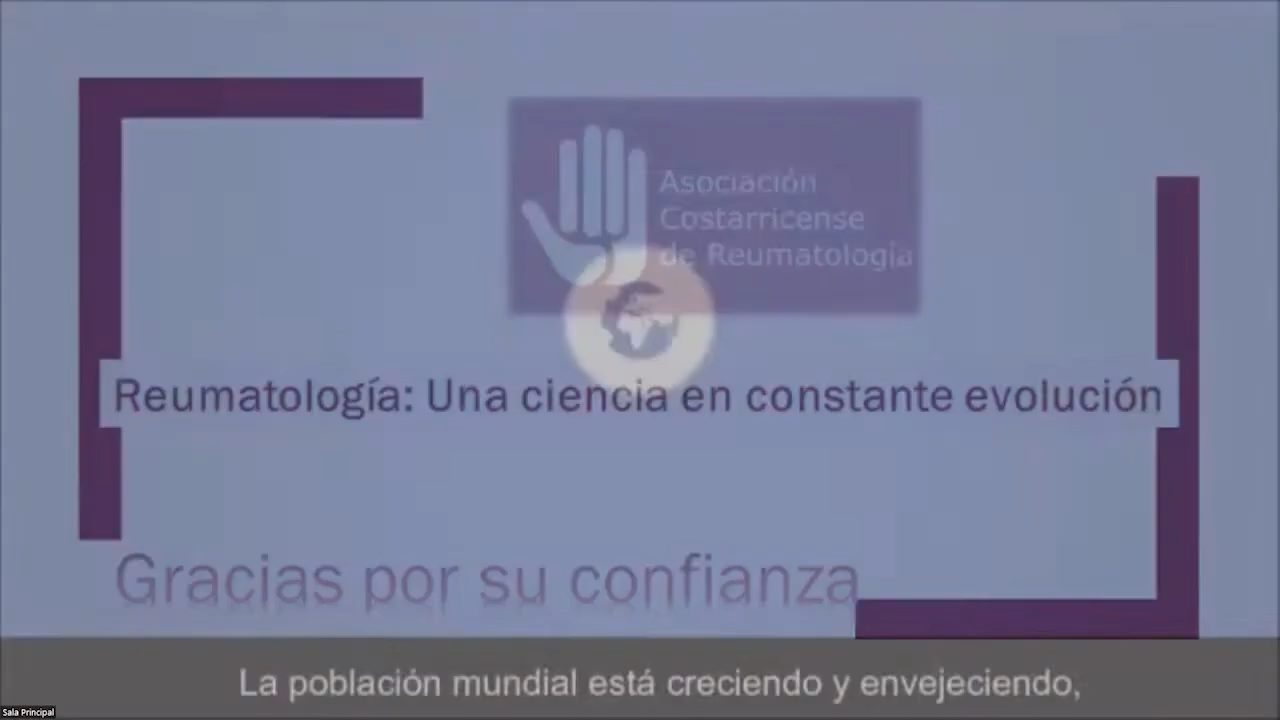 Asociación
Costarricense
de Reumatología
Reumatología: Una ciencia en constante evolución
Gracias por su confianza
La población mundial está creciendo y envejeciendo,
Sala Principal